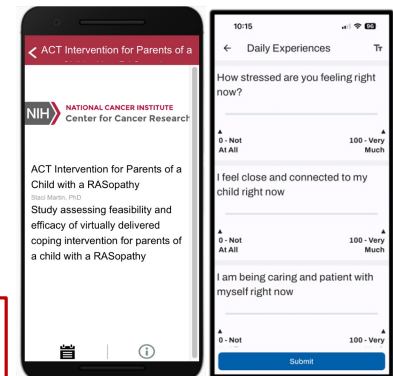 ACT Intervention for Parents of a
NIH
NATIONAL CANCER INSTITUTE
Center for Cancer Research
ACT Intervention for Parents of a
Child with a RASopathy
Staci Martin, PhD
Study assessing feasibility and
efficacy of virtually delivered
coping intervention for parents of
a child with a RASopathy
10:15
96
Daily Experiences
Tт
How stressed are you feeling right
now?
0 - Not
At All
100 - Very
Much
I feel close and connected to my
child right now
0 - Not
At All
100 - Very
Much
I am being caring and patient with
myself right now
0 - Not
100 - Very
Submit